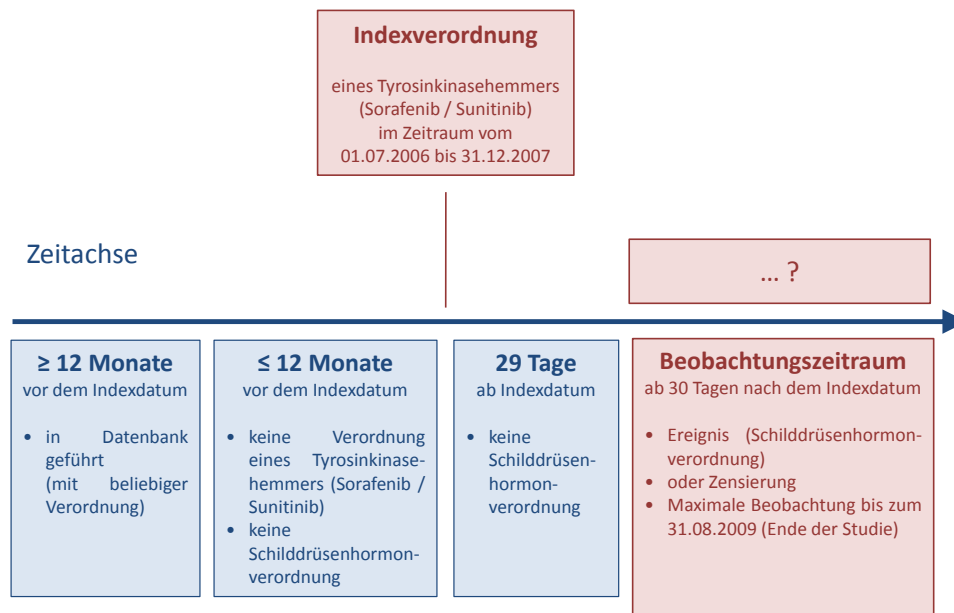 Indexverordnung
eines Tyrosinkinasehemmers
(Sorafenib / Sunitinib)
im Zeitraum vom
01.07.2006 bis 31.12.2007
Zeitachse
... ?
≥ 12 Monate
vor dem Indexdatum
• in Datenbank
geführt
(mit beliebiger
Verordnung)
≤ 12 Monate
vor dem Indexdatum
• keine Verordnung
eines Tyrosinkinase-
hemmers (Sorafenib /
Sunitinib)
• keine
Schilddrüsenhormon-
verordnung
29 Tage
ab Indexdatum
• keine
Schilddrüsen-
hormon-
verordnung
Beobachtungszeitraum
ab 30 Tagen nach dem Indexdatum
• Ereignis (Schilddrüsenhormon-
verordnung)
• oder Zensierung
• Maximale Beobachtung bis zum
31.08.2009 (Ende der Studie)